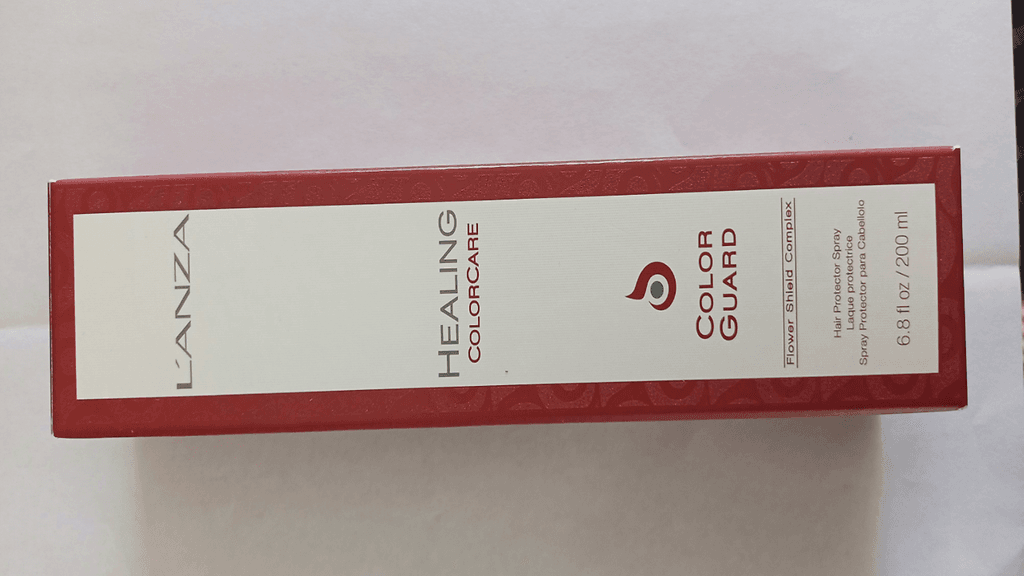 L'ANZA
HEALING
COLORCARE
COLOR
GUARD
Flower Shield Complex
Hair Protector Spray
Laque protectrice
Spray Protector para Cabellolo
6.8 fl oz / 200 ml